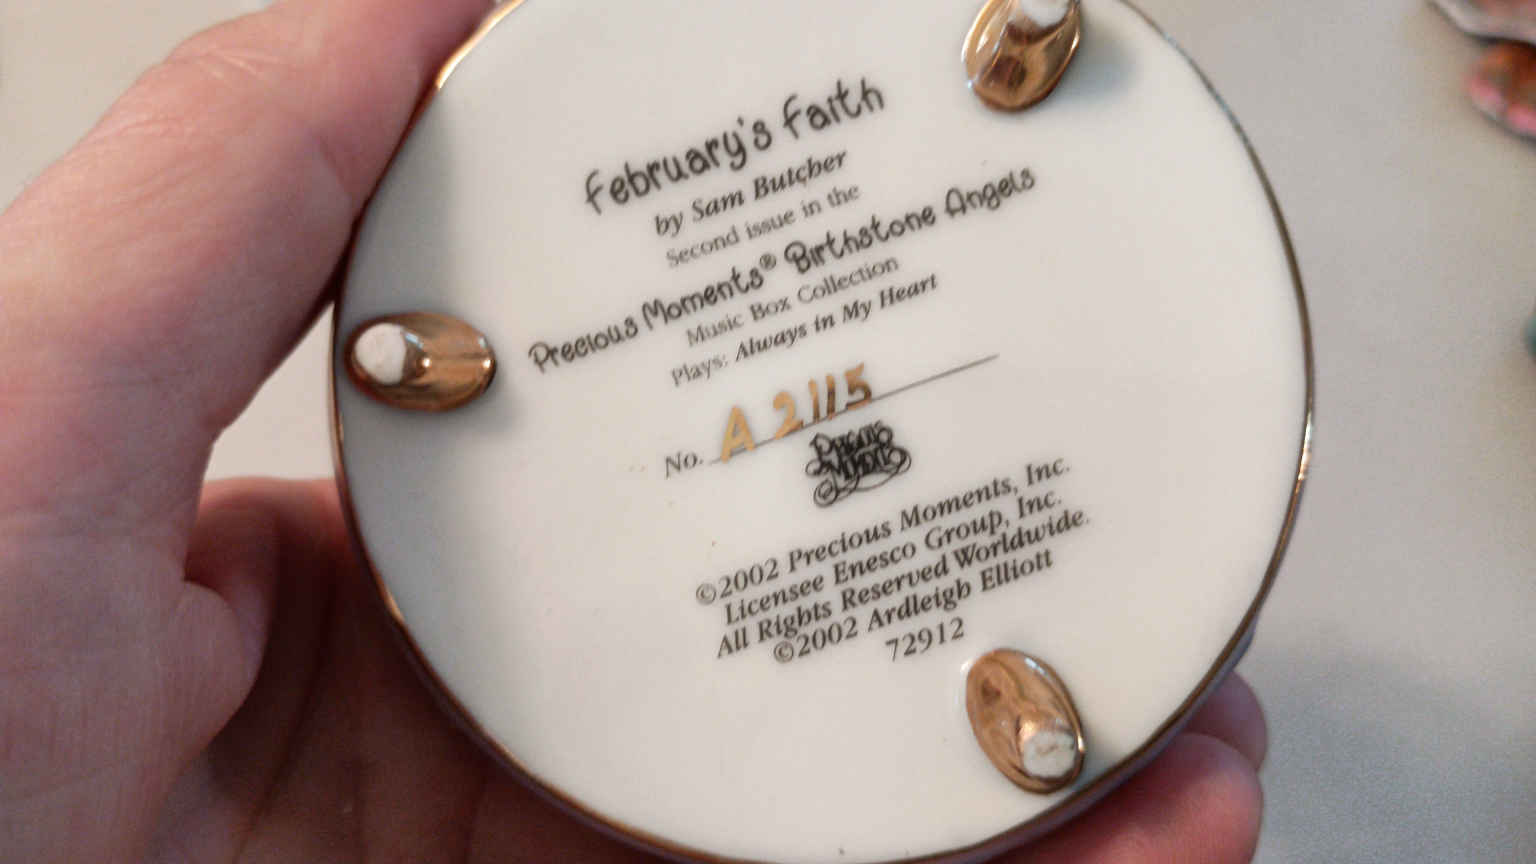 February's Faith
by Sam Butcher
Second issue in the
Precious Moments® Birthstone Angels
Music Box Collection
Plays: Always in My Heart
No. A 2115
Precious
Moments
©2002 Precious Moments, Inc.
Licensee Enesco Group, Inc.
All Rights Reserved Worldwide.
©2002 Ardleigh Elliott
72912